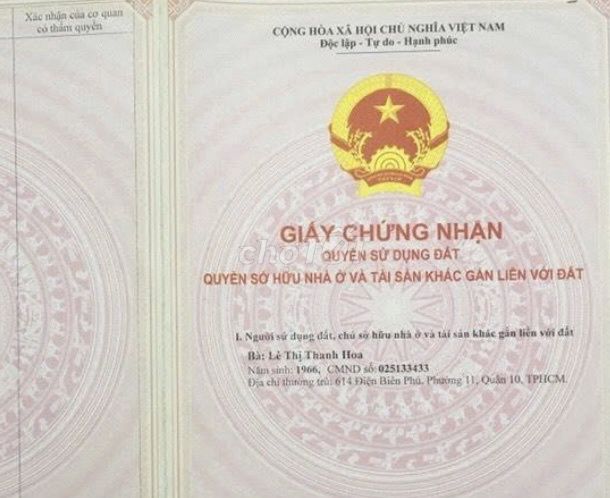 Xác nhận của cơ quan
có thẩm quyền
CỘNG HÒA XÃ HỘI CHỦ NGHĨA VIỆT NAM
Độc lập - Tự do - Hạnh phúc
GIẤY CHỨNG NHẬN
QUYỀN SỬ DỤNG ĐẤT
QUYỀN SỞ HỮU NHÀ Ở VÀ TÀI SẢN KHÁC GẮN LIỀN VỚI ĐẤT
I. Người sử dụng đất, chủ sở hữu nhà ở và tài sản khác gắn liền với đất
Bà: Lê Thị Thanh Hoa
Năm sinh: 1966, CMND số: 025133433
Địa chỉ thường trú: 614 Điện Biên Phủ, Phường 11, Quận 10, TPHCM.